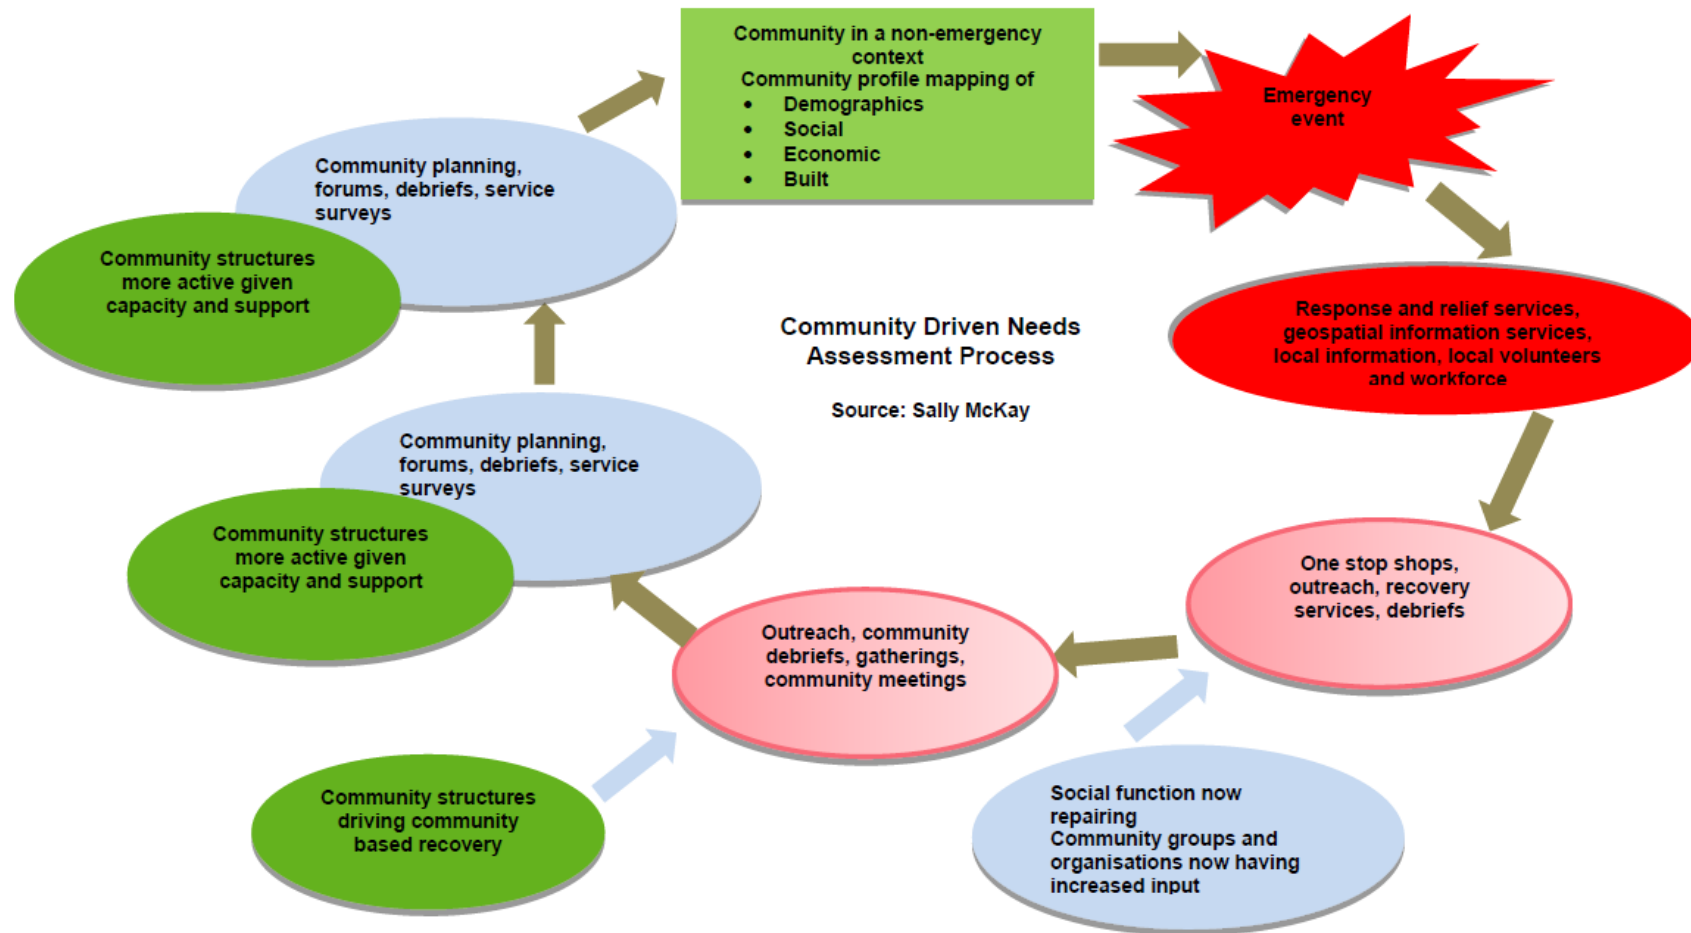 Community in a non-emergency
context
Community profile mapping of
• Demographics
• Social
• Economic
• Built
Emergency
event
Community planning,
forums, debriefs, service
surveys
Community structures
more active given
capacity and support
Response and relief services,
geospatial information services,
local information, local volunteers
and workforce
Community Driven Needs
Assessment Process
Source: Sally McKay
Community planning,
forums, debriefs, service
surveys
Community structures
more active given
capacity and support
One stop shops,
outreach, recovery
services, debriefs
Outreach, community
debriefs, gatherings,
community meetings
Community structures
driving community
based recovery
Social function now
repairing
Community groups and
organisations now having
increased input